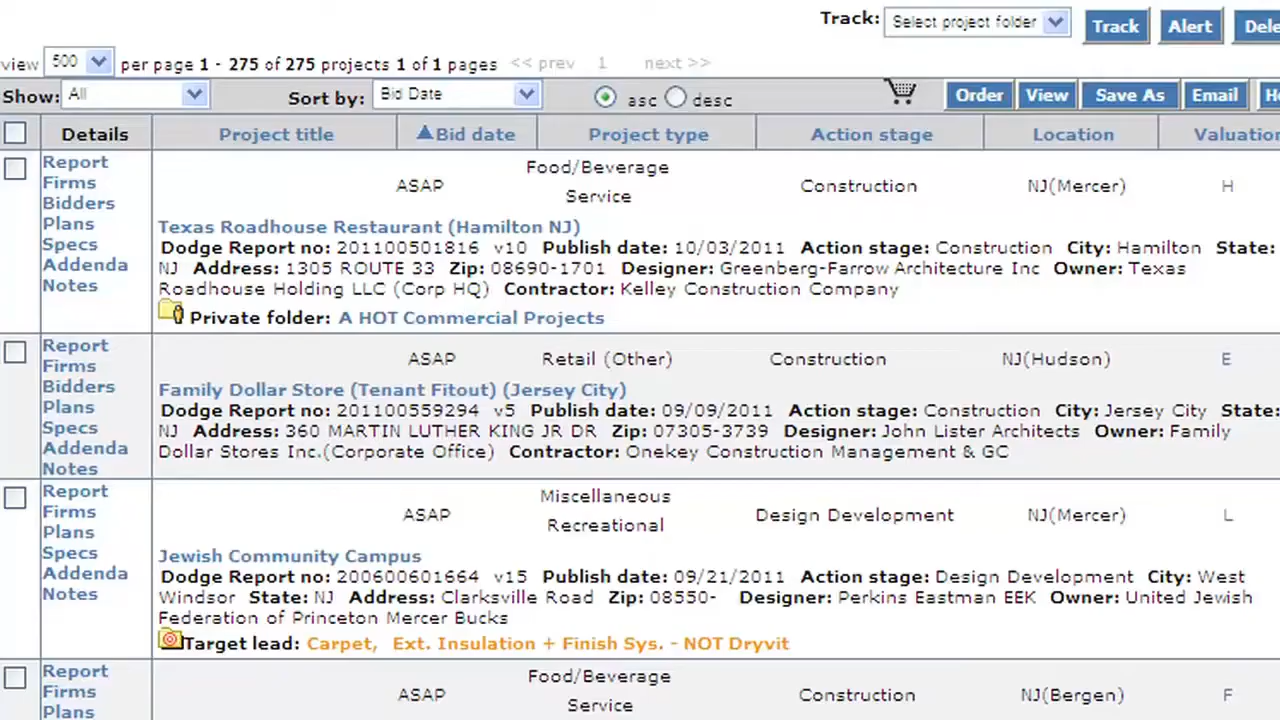 Track: Select project folder Track Alert Dele
view 500 per page 1 - 275 of 275 projects 1 of 1 pages << prev 1 next >>
Show: All Sort by: Bid Date asc desc Order View Save As Email
Details Project title Bid date Project type Action stage Location Valuation
Report
Firms
Bidders
Plans
Specs
Addenda
Notes
ASAP Food/Beverage Service Construction NJ(Mercer) H
Texas Roadhouse Restaurant (Hamilton NJ)
Dodge Report no: 201100501816 v10 Publish date: 10/03/2011 Action stage: Construction City: Hamilton State:
NJ Address: 1305 ROUTE 33 Zip: 08690-1701 Designer: Greenberg-Farrow Architecture Inc Owner: Texas
Roadhouse Holding LLC (Corp HQ) Contractor: Kelley Construction Company
Private folder: A HOT Commercial Projects
Report
Firms
Bidders
Plans
Specs
Addenda
Notes
ASAP Retail (Other) Construction NJ(Hudson) E
Family Dollar Store (Tenant Fitout) (Jersey City)
Dodge Report no: 201100559294 v5 Publish date: 09/09/2011 Action stage: Construction City: Jersey City State:
NJ Address: 360 MARTIN LUTHER KING JR DR Zip: 07305-3739 Designer: John Lister Architects Owner: Family
Dollar Stores Inc.(Corporate Office) Contractor: Onekey Construction Management & GC
Report
Firms
Plans
Specs
Addenda
Notes
ASAP Miscellaneous Recreational Design Development NJ(Mercer) L
Jewish Community Campus
Dodge Report no: 200600601664 v15 Publish date: 09/21/2011 Action stage: Design Development City: West
Windsor State: NJ Address: Clarksville Road Zip: 08550- Designer: Perkins Eastman EEK Owner: United Jewish
Federation of Princeton Mercer Bucks
Target lead: Carpet, Ext. Insulation + Finish Sys. - NOT Dryvit
Report
Firms
Plans
ASAP Food/Beverage Service Construction NJ(Bergen) F